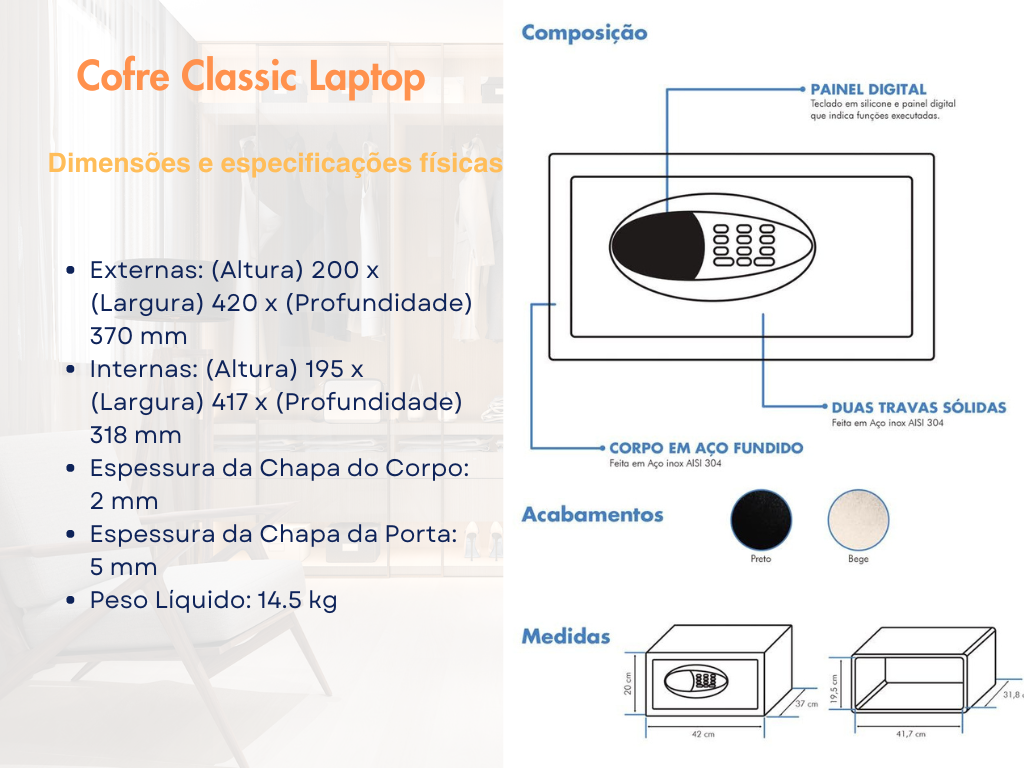 Cofre Classic Laptop
Dimensões e especificações físicas
• Externas: (Altura) 200 x
(Largura) 420 x (Profundidade)
370 mm
• Internas: (Altura) 195 x
(Largura) 417 x (Profundidade)
318 mm
• Espessura da Chapa do Corpo:
2 mm
• Espessura da Chapa da Porta:
5 mm
• Peso Líquido: 14.5 kg
Composição
PAINEL DIGITAL
Teclado em silicone e painel digital
que indica funções executadas.
DUAS TRAVAS SÓLIDAS
Feita em Aço inox AISI 304
CORPO EM AÇO FUNDIDO
Feita em Aço inox AISI 304
Acabamentos
Preto
Bege
Medidas
20 cm
37 cm
42 cm
19,5 cm
31,8
41,7 cm